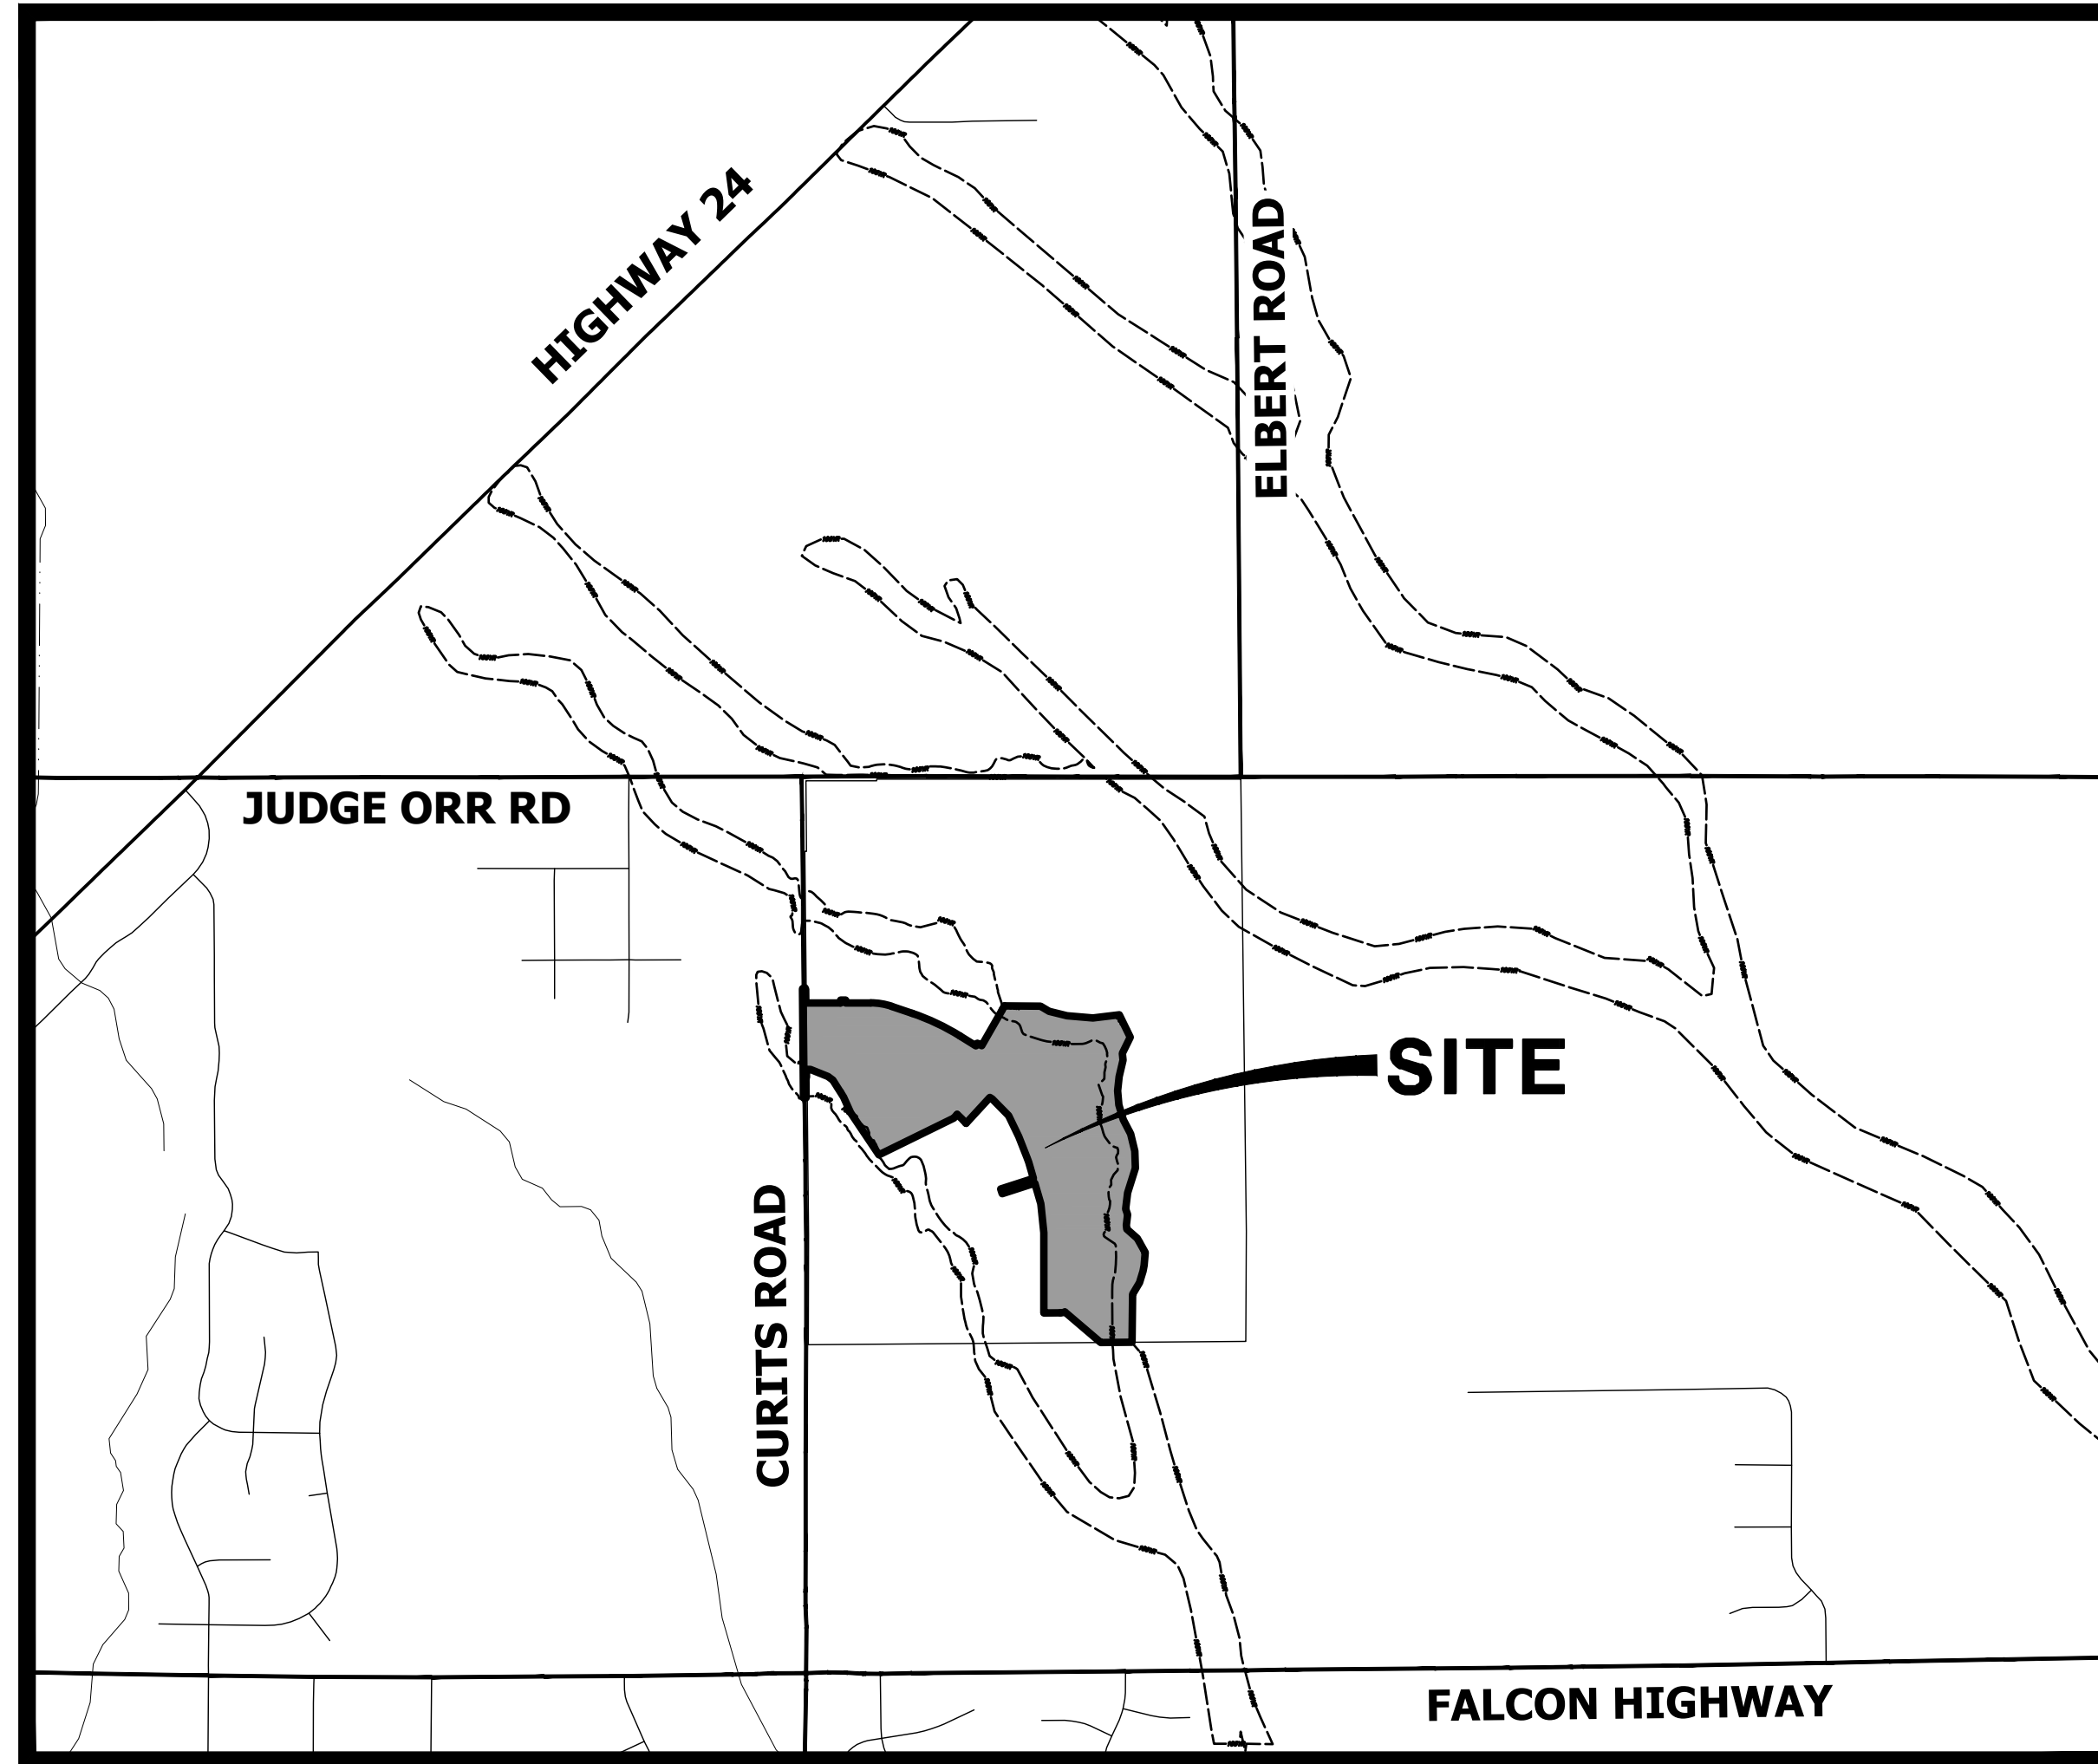 HIGHWAY 24
ELBERT ROAD
JUDGE ORR RD
SITE
CURITS ROAD
FALCON HIGHWAY